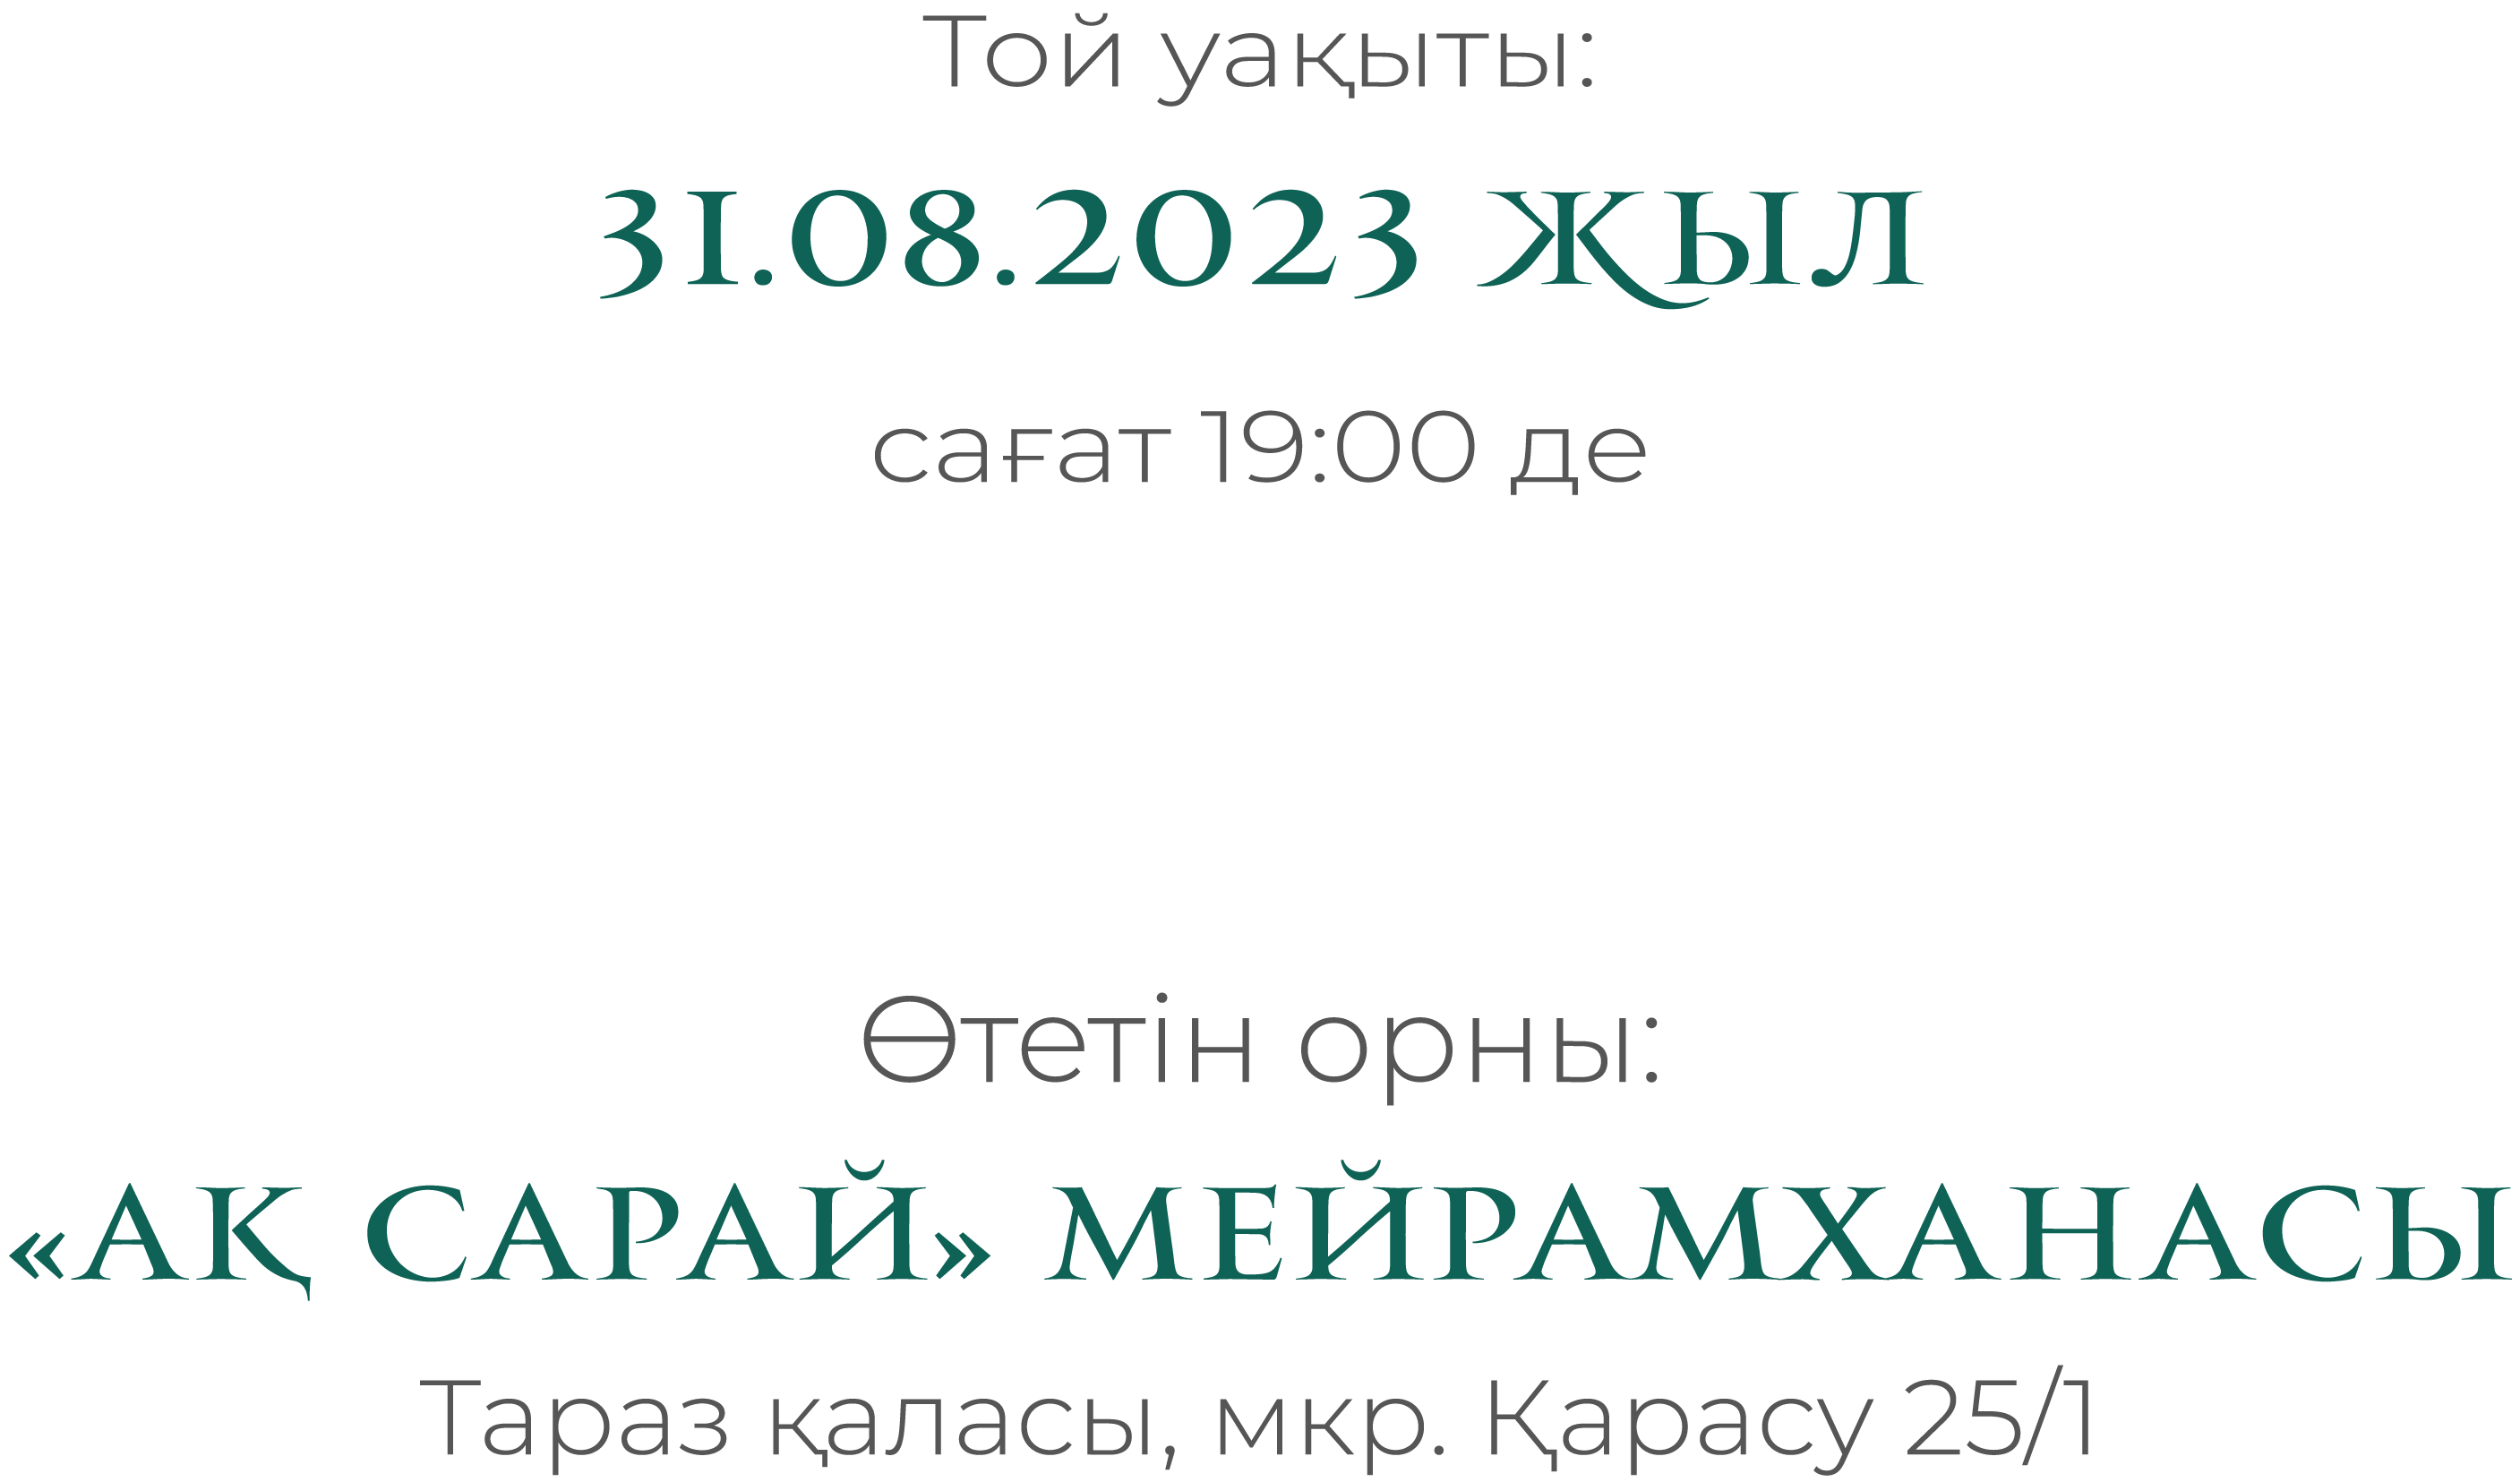 Той уақыты:
31.08.2023 ЖЫЛ
сағат 19:00 де
Өтетін орны:
«АҚ САРАЙ» МЕЙРАМХАНАСЫ
Тараз қаласы, мкр. Қарасу 25/1